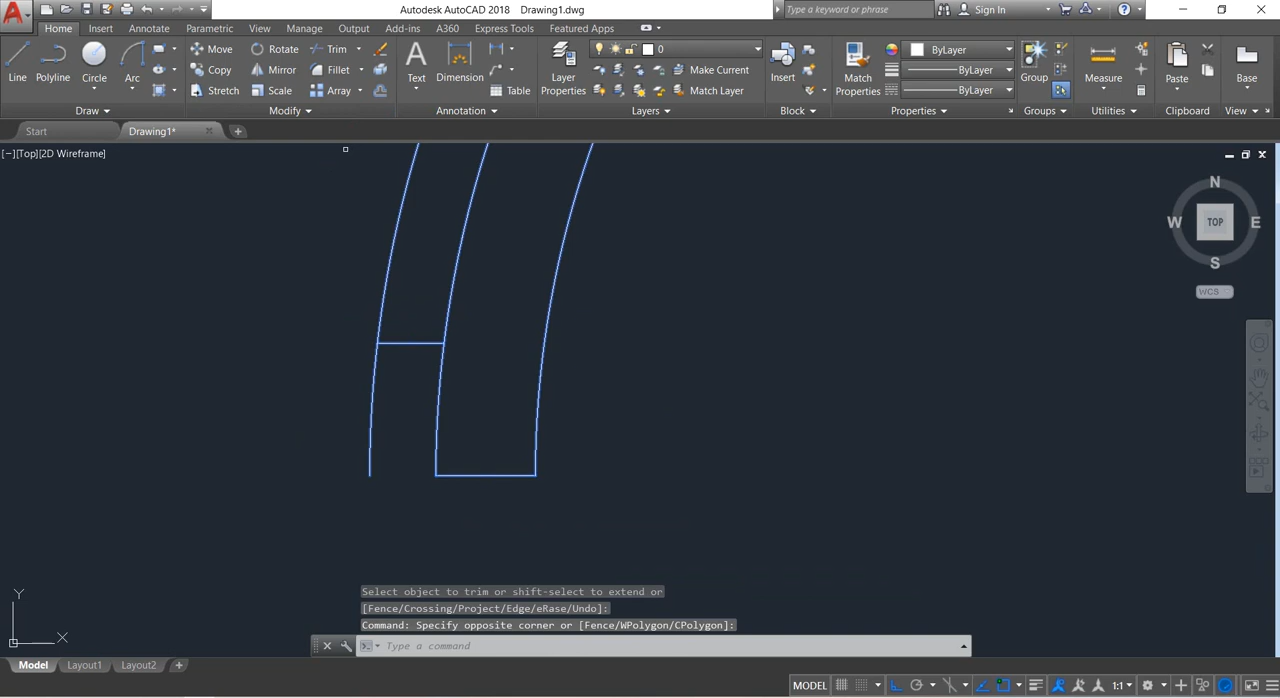 Autodesk AutoCAD 2018 Drawing1.dwg
Type a keyword or phrase
Sign In
Home Insert Annotate Parametric View Manage Output Add-ins A360 Express Tools Featured Apps
Line Polyline Circle Arc
Move Rotate Trim
Copy Mirror Fillet
Stretch Scale Array
Text Dimension Table
Layer Properties
0
Make Current
Match Layer
Insert
Match Properties
ByLayer
ByLayer
ByLayer
Group
Measure
Paste
Base
Draw Modify Annotation Layers Block Properties Groups Utilities Clipboard View
Start Drawing1*
[−][Top][2D Wireframe]
N
W TOP E
S
WCS
Y
X
Select object to trim or shift-select to extend or
[Fence/Crossing/Project/Edge/eRase/Undo]:
Command: Specify opposite corner or [Fence/WPolygon/CPolygon]:
Type a command
Model Layout1 Layout2 +
MODEL 1:1